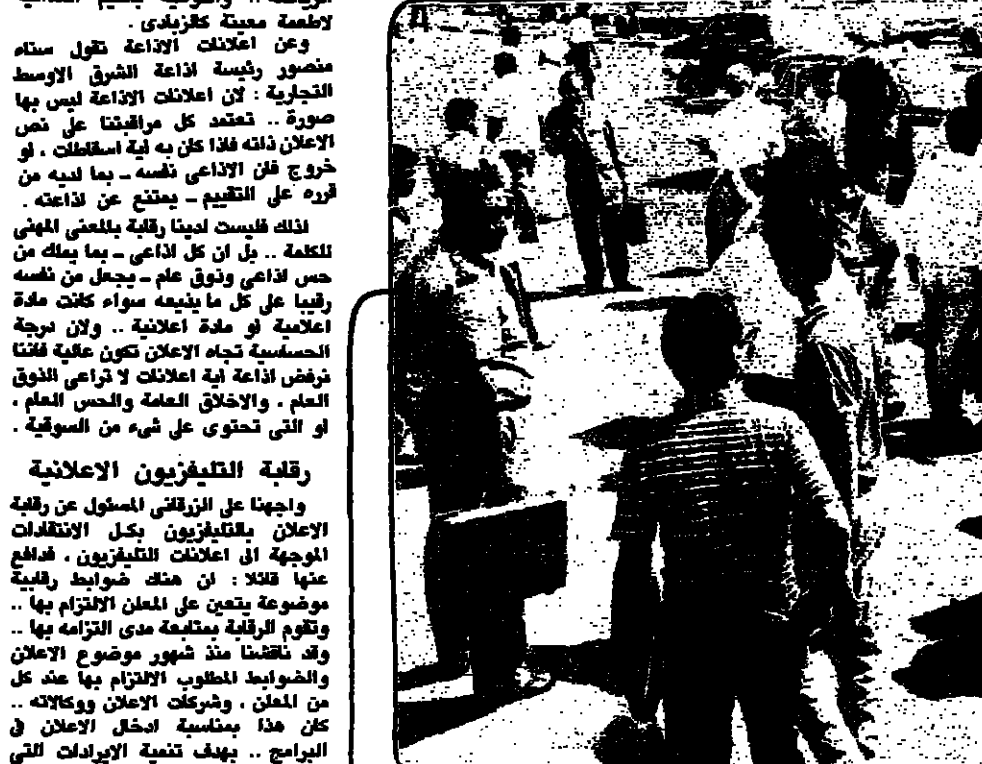 لاطعمة معينة كالزبادى .
وعن اعلانات الاذاعة تقول سناء
منصور رئيسة اذاعة الشرق الاوسط
التجارية : لان اعلانات الاذاعة ليس بها
صورة .. تعتمد كل مراقبتنا على نص
الاعلان ذاته فاذا كان به اية اسقاطات ، او
خروج فان الاذاعى نفسه ـ بما لديه من
قدره على التقييم ـ يمتنع عن اذاعته .
لذلك فليست لدينا رقابة بالمعنى المهنى
للكلمة .. بل ان كل اذاعى ـ بما يملك من
حس اذاعى وذوق عام ـ يجعل من نفسه
رقيبا على كل ما يذيعه سواء كانت مادة
اعلامية او مادة اعلانية .. ولان درجة
الحساسية تجاه الاعلان تكون عالية فاننا
نرفض اذاعة اية اعلانات لا تراعى الذوق
العام ، والاخلاق العامة والحس العام ،
او التى تحتوى على شىء من السوقية .
رقابة التليفزيون الاعلانية
واجهنا على الزرقانى المسئول عن رقابة
الاعلان بالتليفزيون بكل الانتقادات
الموجهة الى اعلانات التليفزيون ، فدافع
عنها قائلا : ان هناك ضوابط رقابية
موضوعة يتعين على المعلن الالتزام بها ..
وتقوم الرقابة بمتابعة مدى التزامه بها ..
وقد ناقشنا منذ شهور موضوع الاعلان
والضوابط المطلوب الالتزام بها عند كل
من المعلن ، وشركات الاعلان ووكالاته ..
كان هذا بمناسبة ادخال الاعلان فى
البرامج .. بهدف تنمية الايرادات التى